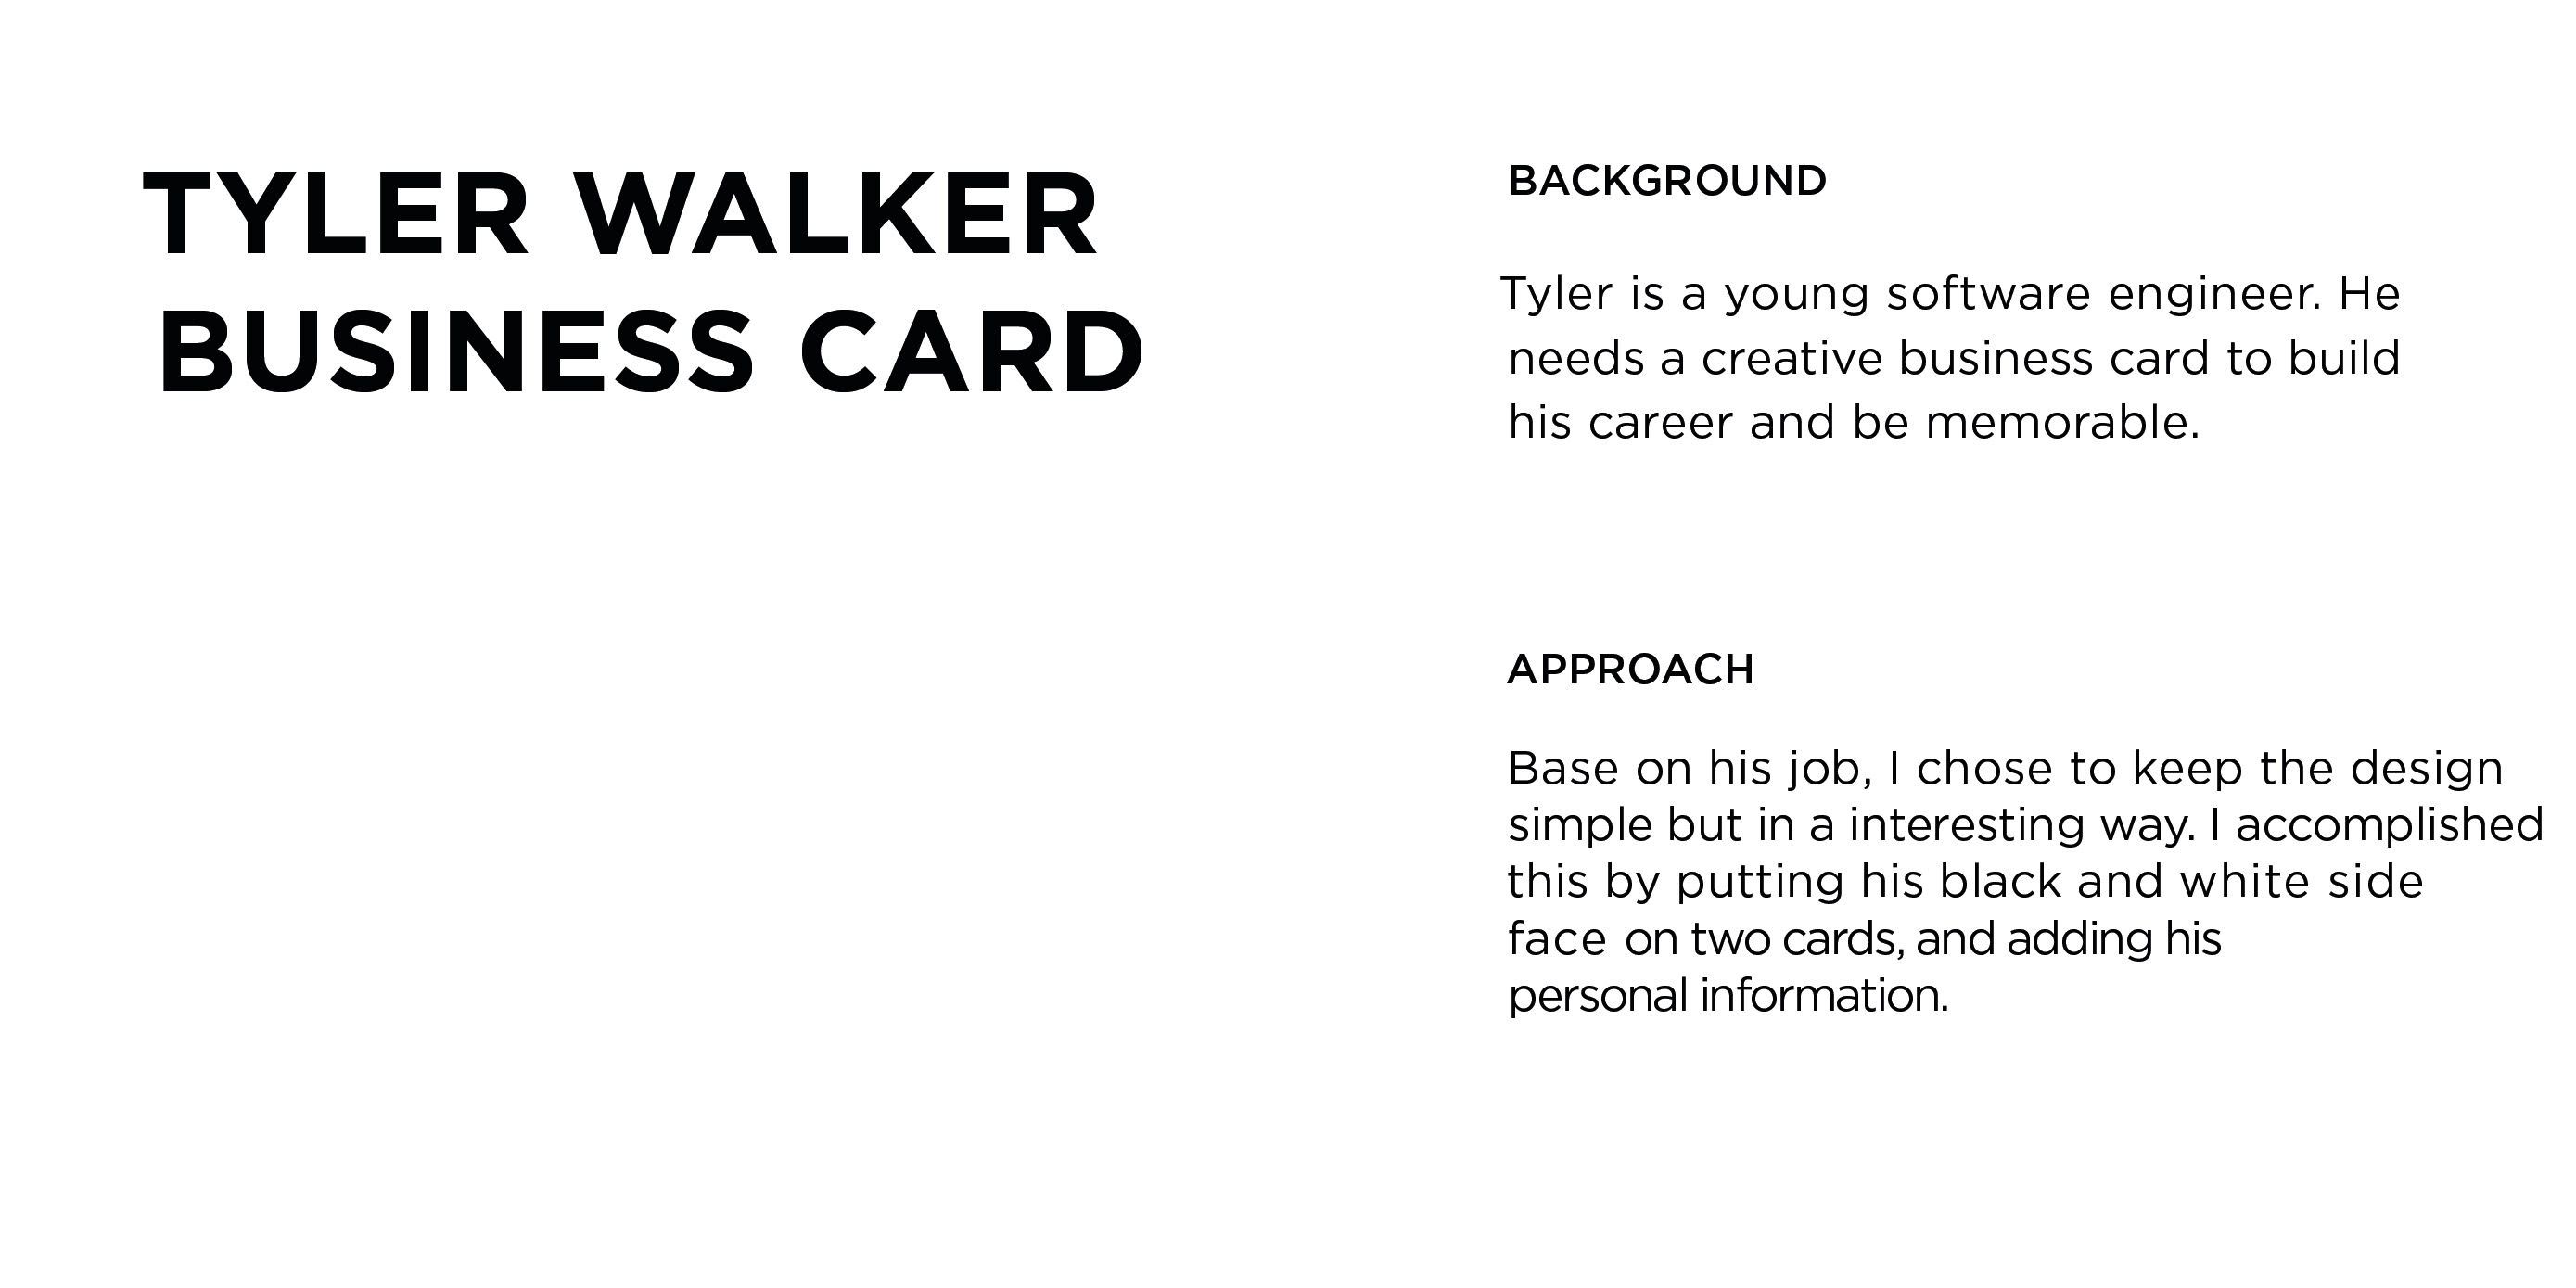 TYLER WALKER
BUSINESS CARD
BACKGROUND
Tyler is a young software engineer. He
needs a creative business card to build
his career and be memorable.
APPROACH
Base on his job, I chose to keep the design
simple but in a interesting way. I accomplished
this by putting his black and white side
face on two cards, and adding his
personal information.